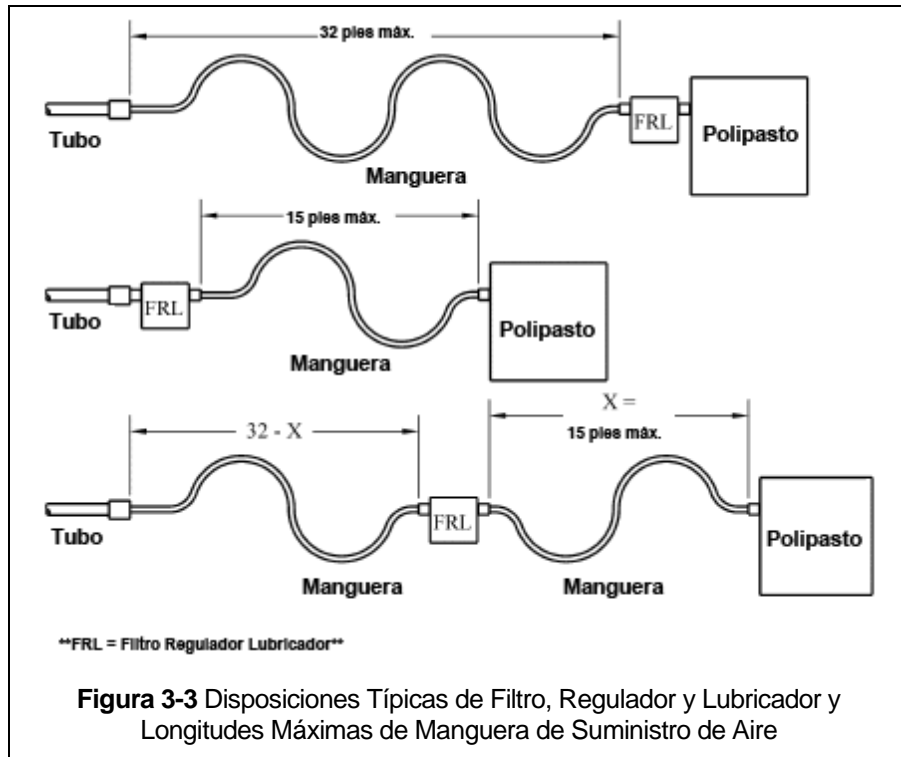 32 pies máx.
Tubo
FRL
Polipasto
Manguera
15 pies máx.
Tubo
FRL
Polipasto
Manguera
32 - X
X =
15 pies máx.
Tubo
FRL
Polipasto
Manguera
Manguera
**FRL = Filtro Regulador Lubricador**
Figura 3-3 Disposiciones Típicas de Filtro, Regulador y Lubricador y
Longitudes Máximas de Manguera de Suministro de Aire